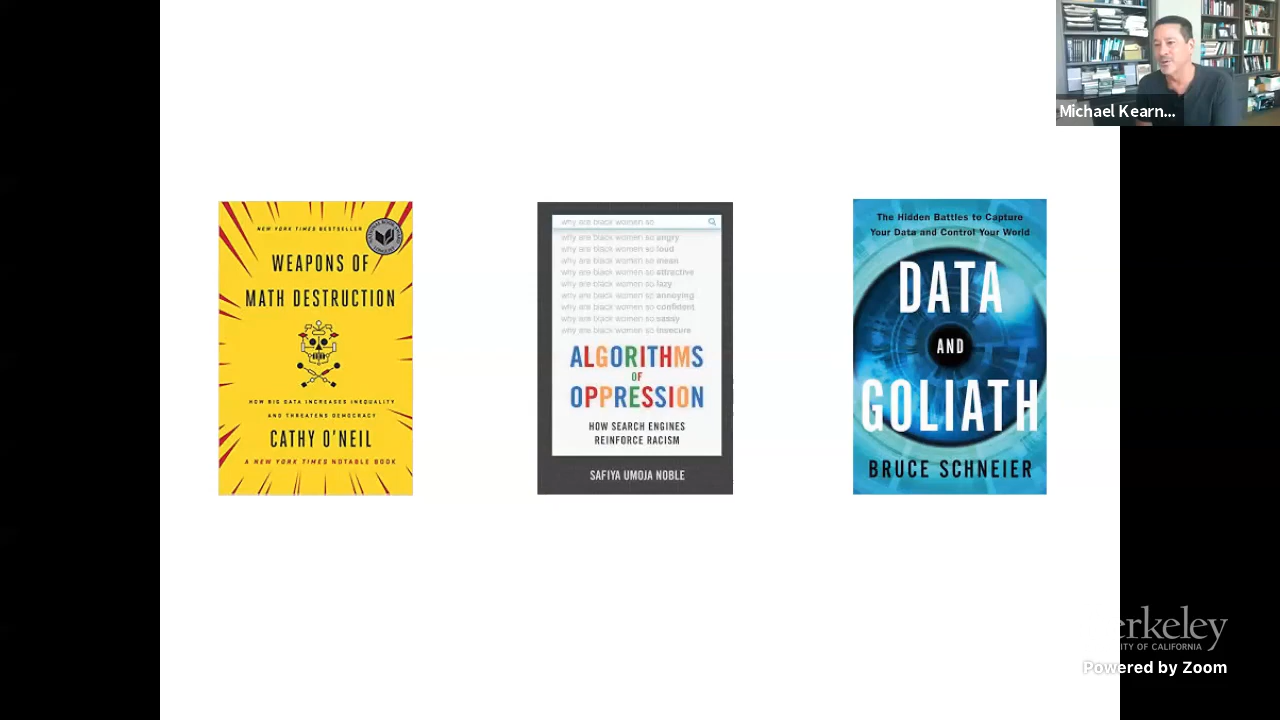 Michael Kearn...
NEW YORK TIMES BESTSELLER
WEAPONS OF
MATH DESTRUCTION
HOW BIG DATA INCREASES INEQUALITY
AND THREATENS DEMOCRACY
CATHY O'NEIL
A NEW YORK TIMES NOTABLE BOOK
why are black women so
why are black women so angry
why are black women so loud
why are black women so mean
why are black women so attractive
why are black women so lazy
why are black women so annoying
why are black women so confident
why are black women so sassy
why are black women so insecure
ALGORITHMS
OF
OPPRESSION
HOW SEARCH ENGINES
REINFORCE RACISM
SAFIYA UMOJA NOBLE
The Hidden Battles to Capture
Your Data and Control Your World
DATA
AND
GOLIATH
BRUCE SCHNEIER
erkeley
ITY OF CALIFORNIA
Powered by Zoom